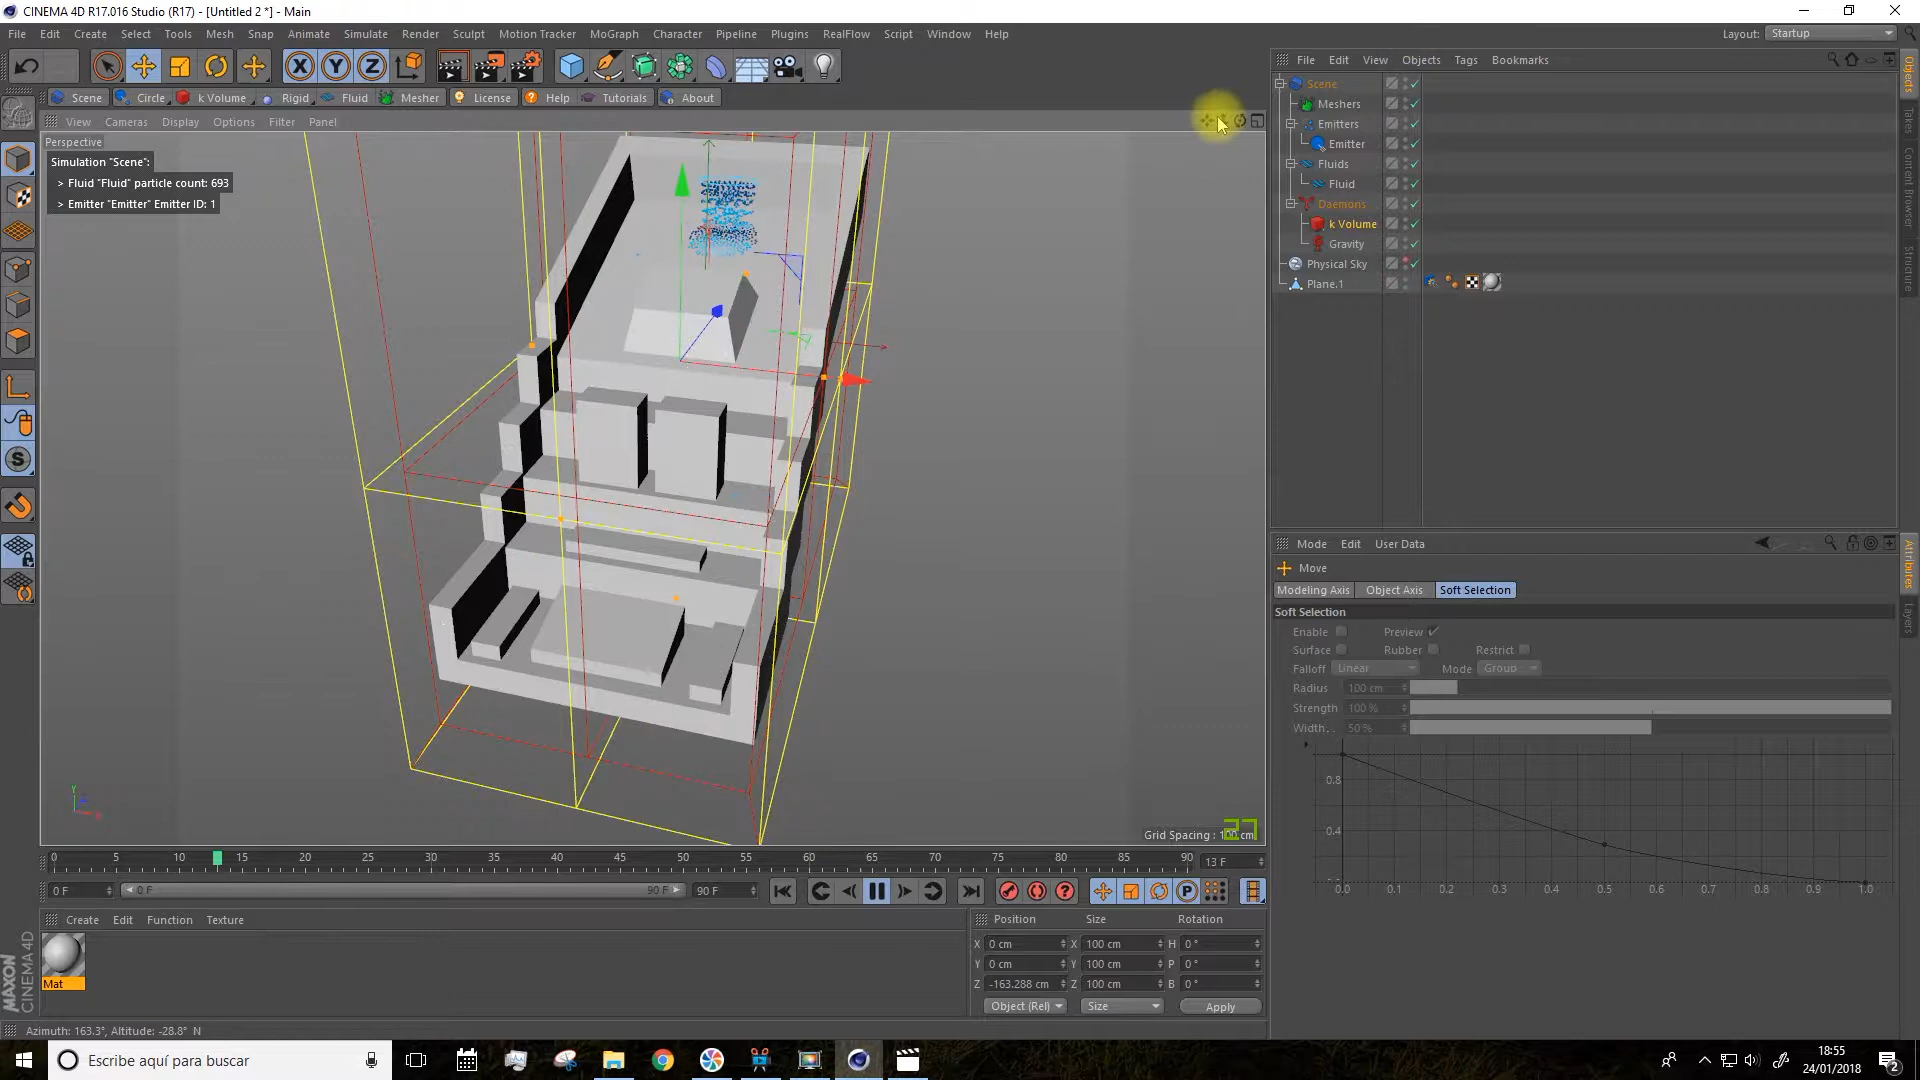 CINEMA 4D R17.016 Studio (R17) - [Untitled 2 *] - Main
File Edit Create Select Tools Mesh Snap Animate Simulate Render Sculpt Motion Tracker MoGraph Character Pipeline Plugins RealFlow Script Window Help
Layout: Startup
X Y Z
File Edit View Objects Tags Bookmarks
Scene Circle k Volume Rigid Fluid Mesher License Help Tutorials About
View Cameras Display Options Filter Panel
Perspective
Simulation "Scene":
> Fluid "Fluid" particle count: 693
> Emitter "Emitter" Emitter ID: 1
Scene
Meshers
Emitters
Emitter
Fluids
Fluid
Daemons
k Volume
Gravity
Physical Sky
Plane.1
Objects
Takes
Content Browser
Structure
Mode Edit User Data
Move
Modeling Axis Object Axis Soft Selection
Soft Selection
Enable Preview
Surface Rubber Restrict
Falloff Linear Mode Group
Radius 100 cm
Strength 100 %
Width. . 50 %
0.8
0.4
0.0 0.1 0.2 0.3 0.4 0.5 0.6 0.7 0.8 0.9 1.0
Attributes
Layers
Y
Grid Spacing :
27
0 5 10 15 20 25 30 35 40 45 50 55 60 65 70 75 80 85 90 13 F
0 F 0 F 90 F 90 F
Create Edit Function Texture
Mat
MAXON
CINEMA 4D
Position Size Rotation
X 0 cm X 100 cm H 0 °
Y 0 cm Y 100 cm P 0 °
Z -163.288 cm Z 100 cm B 0 °
Object (Rel) Size Apply
Azimuth: 163.3°, Altitude: -28.8° N
Escribe aquí para buscar
18:55
24/01/2018
2